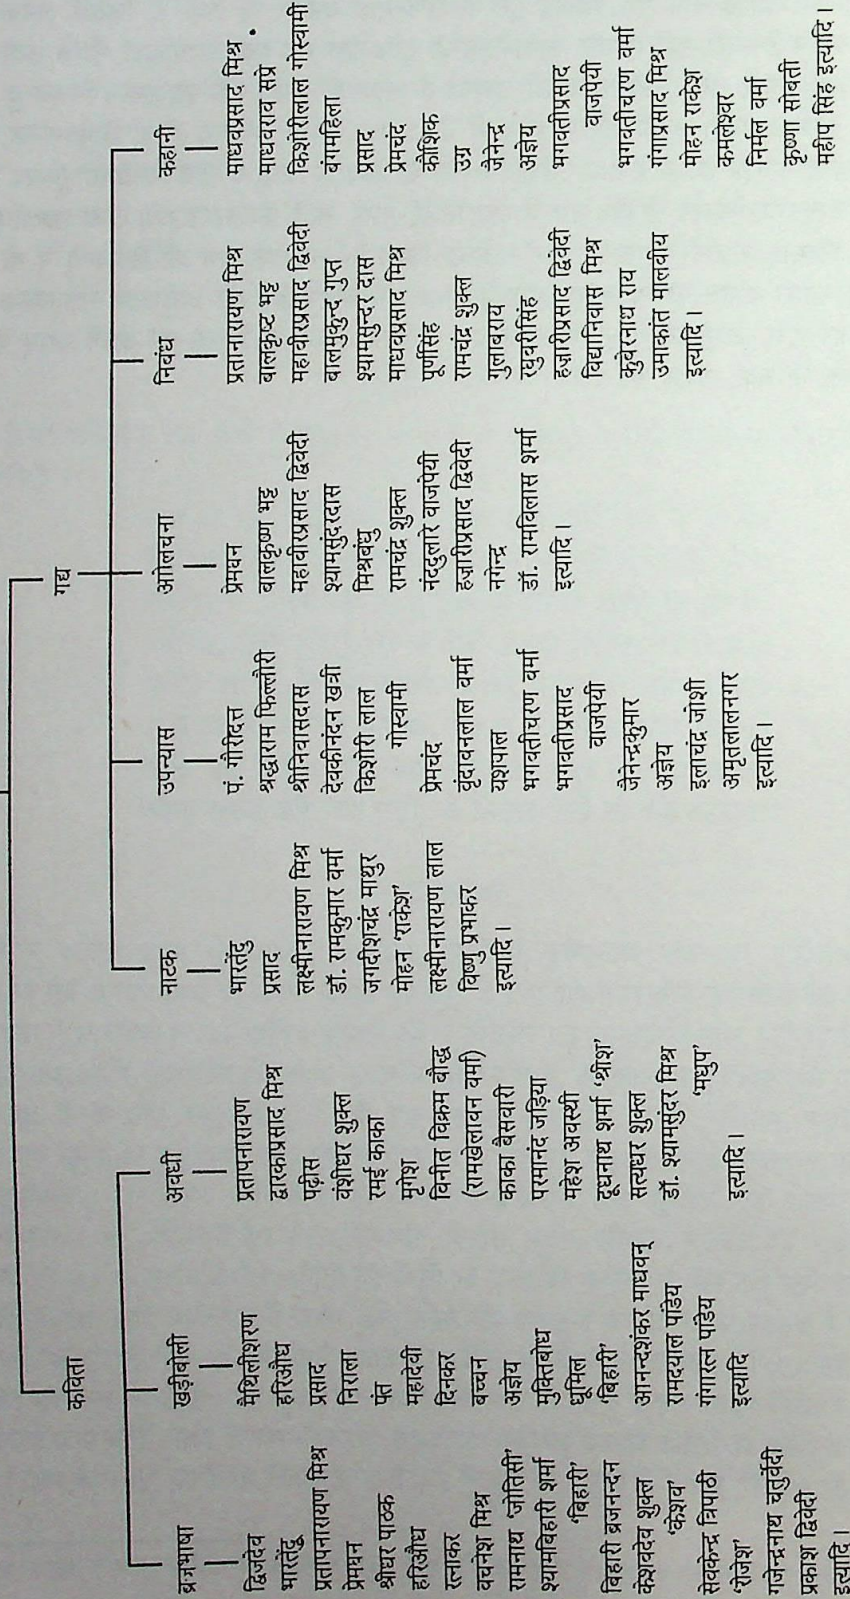 कविता
गद्य
ब्रजभाषा
द्विजदेव
भारतेंदु
प्रतापनारायण मिश्र
प्रेमघन
श्रीधर पाठक
हरिऔध
रत्नाकर
वचनेश मिश्र
रामनाथ 'जोतिसी'
श्यामबिहारी शर्मा
'बिहारी'
बिहारी ब्रजनन्दन
केशवदेव शुक्ल
'केशव'
सेवकेन्द्र त्रिपाठी
'रोजेश'
गजेन्द्रनाथ चतुर्वेदी
प्रकाश द्विवेदी
इत्यादि।
खड़ीबोली
मैथिलीशरण
हरिऔध
प्रसाद
निराला
पंत
महादेवी
दिनकर
बच्चन
अज्ञेय
मुक्तिबोध
धूमिल
'बिहारी'
आनन्दशंकर माधवन्
रामदयाल पांडेय
गंगारत्न पांडेय
इत्यादि
अवधी
प्रतापनारायण
द्वारकाप्रसाद मिश्र
पढ़ीस
वंशीधर शुक्ल
रमई काका
मृगेश
विनीत विक्रम बौद्ध
(रामखेलावन वर्मा)
काका बैसवारी
परमानंद जड़िया
महेश अवस्थी
दूधनाथ शर्मा 'श्रीश'
सत्यधर शुक्ल
डॉ. श्यामसुंदर मिश्र
'मधुप'
इत्यादि।
नाटक
भारतेंदु
प्रसाद
लक्ष्मीनारायण मिश्र
डॉ. रामकुमार वर्मा
जगदीशचंद्र माथुर
मोहन 'राकेश'
लक्ष्मीनारायण लाल
विष्णु प्रभाकर
इत्यादि।
उपन्यास
पं. गौरीदत्त
श्रद्धाराम फिल्लौरी
श्रीनिवासदास
देवकीनंदन खत्री
किशोरी लाल
गोस्वामी
प्रेमचंद
वृंदावनलाल वर्मा
यशपाल
भगवतीचरण वर्मा
भगवतीप्रसाद
वाजपेयी
जैनेन्द्रकुमार
अज्ञेय
इलाचंद्र जोशी
अमृतलालनगर
इत्यादि।
आोलचना
प्रेमघन
बालकृष्ण भट्ट
महावीरप्रसाद द्विवेदी
श्यामसुंदरदास
मिश्रबंधु
रामचंद्र शुक्ल
नंददुलारे वाजपेयी
हज़ारीप्रसाद द्विवेदी
नगेन्द्र
डॉ. रामविलास शर्मा
इत्यादि।
निबंध
प्रतानारायण मिश्र
बालकृष्ट भट्ट
महावीरप्रसाद द्विवेदी
बालमुकुन्द गुप्त
श्यामसुन्दर दास
माधवप्रसाद मिश्र
पूर्णसिंह
रामचंद्र शुक्ल
गुलाबराय
रघुवीरसिंह
हज़ारीप्रसाद द्विवेदी
विद्यानिवास मिश्र
कुवेरनाथ राय
उमाकांत मालवीय
इत्यादि।
कहानी
माधवप्रसाद मिश्र
माधवराव सप्रे
किशोरीलाल गोस्वामी
बंगमहिला
प्रसाद
प्रेमचंद
कौशिक
उग्र
जैनेन्द्र
अज्ञेय
भगवतीप्रसाद
वाजपेयी
भगवतीचरण वर्मा
गंगाप्रसाद मिश्र
मोहन राकेश
कमलेश्वर
निर्मल वर्मा
कृष्णा सोबती
महीप सिंह इत्यादि।